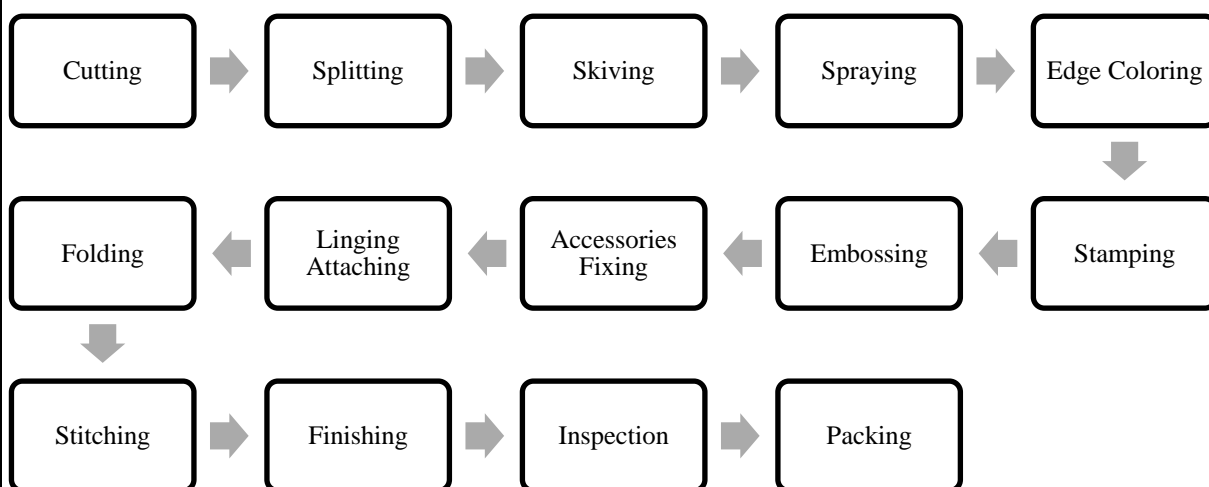 Cutting
Splitting
Skiving
Spraying
Edge Coloring
Stamping
Embossing
Accessories
Fixing
Linging
Attaching
Folding
Stitching
Finishing
Inspection
Packing